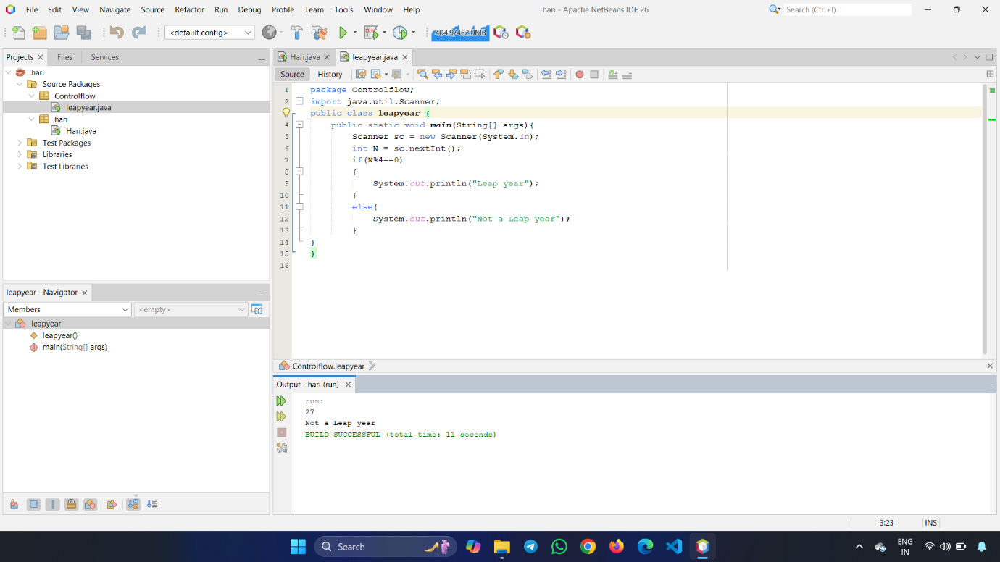 File Edit View Navigate Source Refactor Run Debug Profile Team Tools Window Help
hari - Apache NetBeans IDE 26
Search (Ctrl+I)
<default config>
404.9/462.0MB
Projects
Files
Services
hari
Source Packages
Controlflow
leapyear.java
hari
Hari.java
Test Packages
Libraries
Test Libraries
leapyear - Navigator
Members
<empty>
leapyear
leapyear()
main(String[] args)
Hari.java
leapyear.java
Source
History
1 package Controlflow;
2 import java.util.Scanner;
public class leapyear {
4 public static void main(String[] args){
5 Scanner sc = new Scanner(System.in);
6 int N = sc.nextInt();
7 if(N%4==0)
8 {
9 System.out.println("Leap year");
10 }
11 else{
12 System.out.println("Not a Leap year");
13 }
14 }
15 }
16
Controlflow.leapyear
Output - hari (run)
run:
27
Not a Leap year
BUILD SUCCESSFUL (total time: 11 seconds)
3:23
INS
Search
ENG
IN